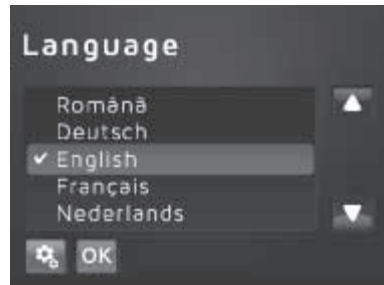 Language
Română
Deutsch
English
Français
Nederlands
OK